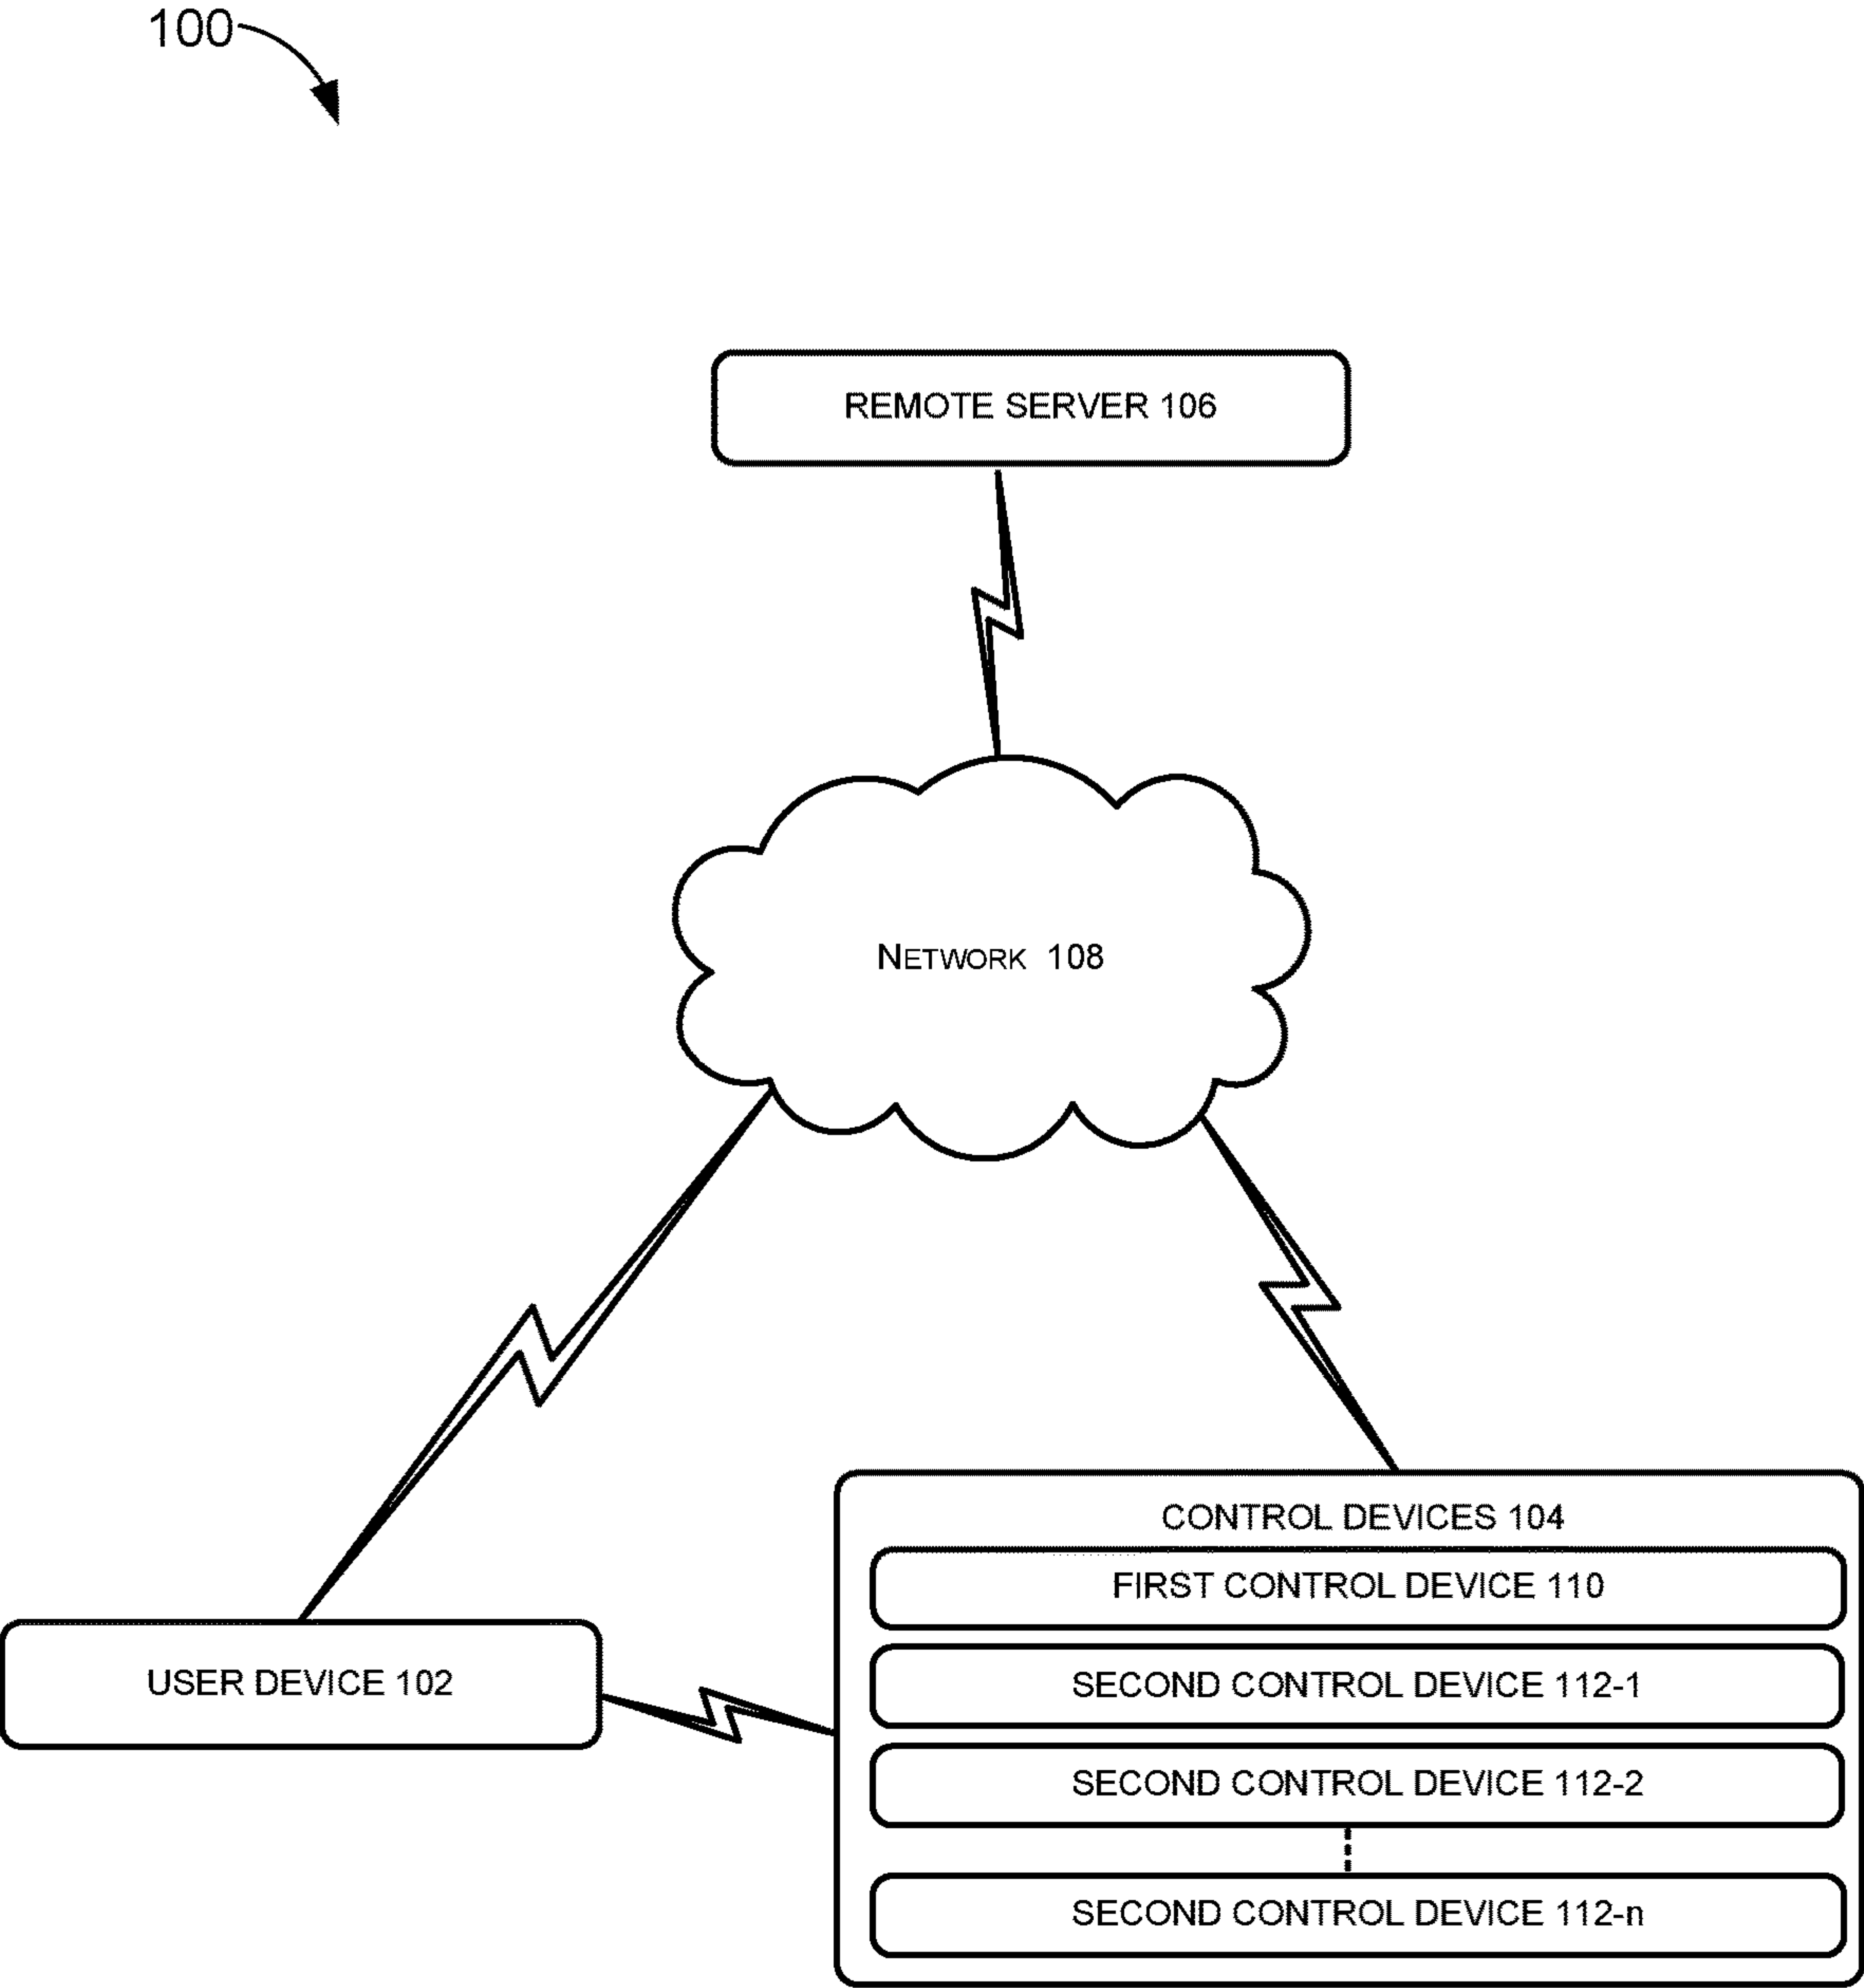 100
REMOTE SERVER 106
NETWORK 108
CONTROL DEVICES 104
FIRST CONTROL DEVICE 110
USER DEVICE 102
SECOND CONTROL DEVICE 112-1
SECOND CONTROL DEVICE 112-2
SECOND CONTROL DEVICE 112-n